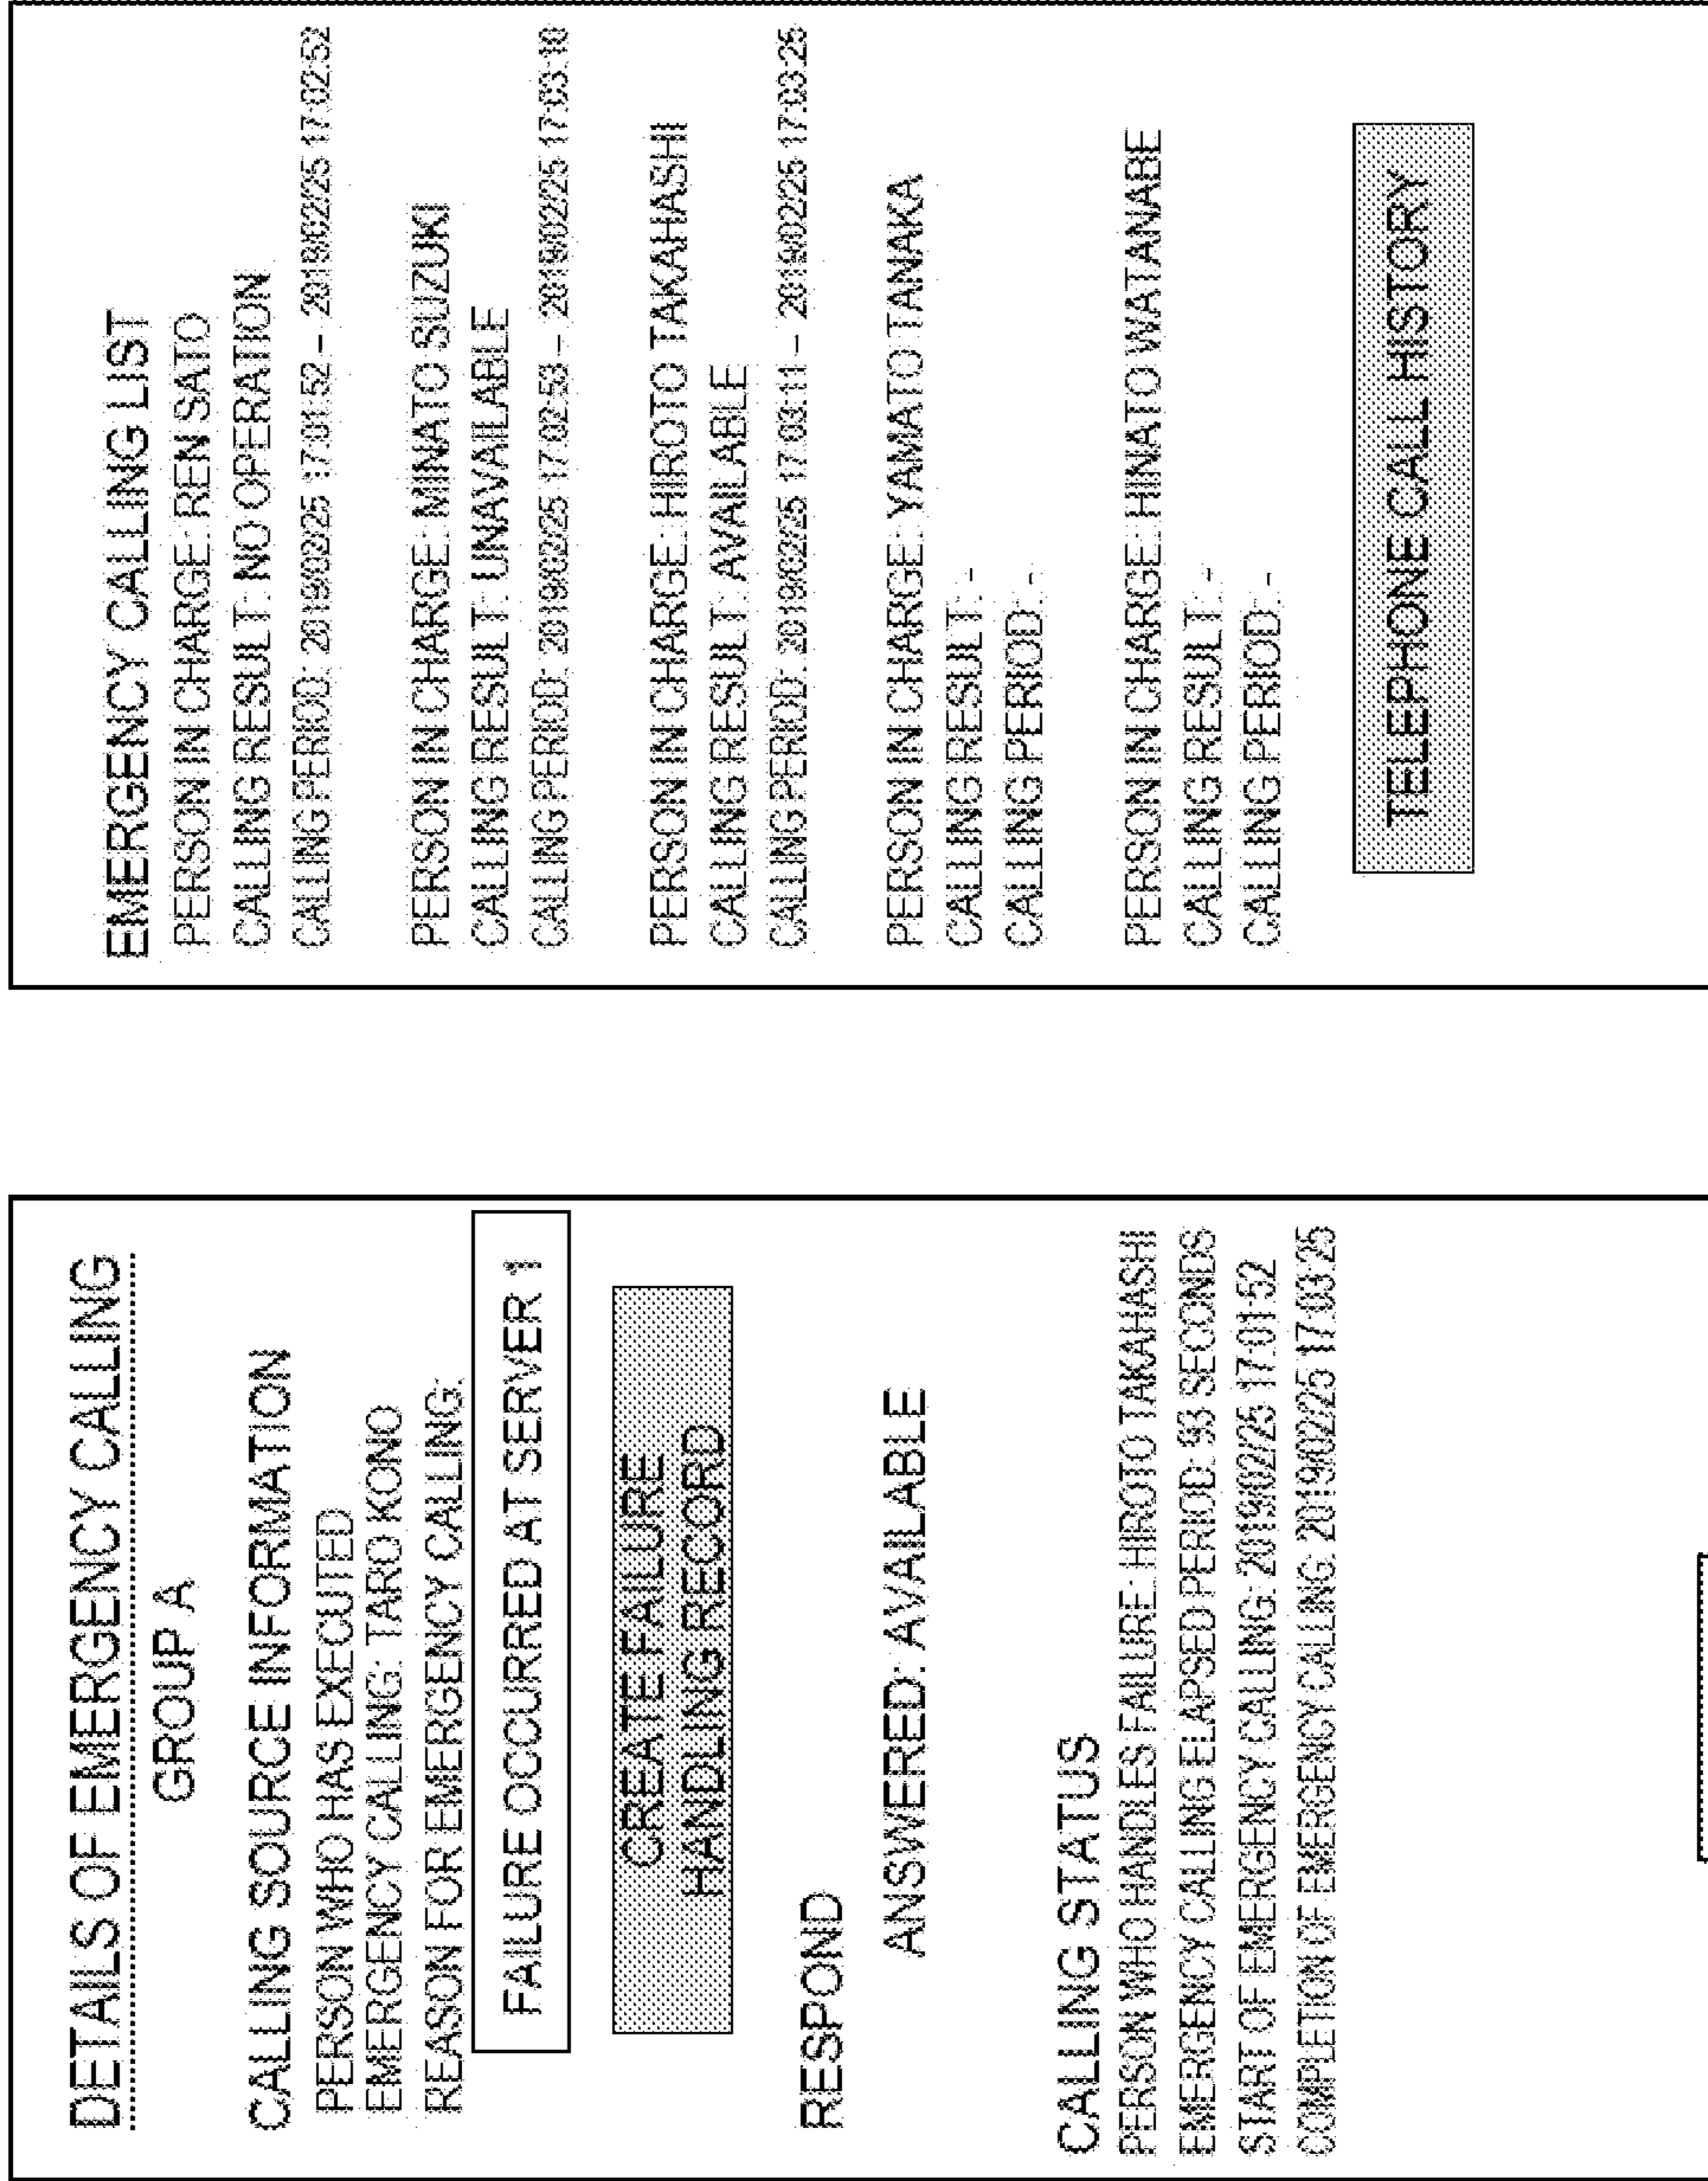 DETAILS OF EMERGENCY CALLING
GROUP A
CALLING SOURCE INFORMATION
PERSON WHO HAS EXECUTED
EMERGENCY CALLING: TARO KONO
REASON FOR EMERGENCY CALLING:
FAILURE OCCURRED AT SERVER 1
CREATE FAILURE
HANDLING RECORD
RESPOND
ANSWERED: AVAILABLE
CALLING STATUS
PERSON WHO HANDLES FAILURE: HIROTO TAKAHASHI
EMERGENCY CALLING ELAPSED PERIOD: 93 SECONDS
START OF EMERGENCY CALLING: 2019/02/25 17:01:52
COMPLETION OF EMERGENCY CALLING: 2019/02/25 17:03:25
EMERGENCY CALLING LIST
PERSON IN CHARGE: REN SATO
CALLING RESULT: NO OPERATION
CALLING PERIOD: 2019/02/25 17:01:52 – 2019/02/25 17:02:52
PERSON IN CHARGE: MINATO SUZUKI
CALLING RESULT: UNAVAILABLE
CALLING PERIOD: 2019/02/25 17:02:53 – 2019/02/25 17:03:10
PERSON IN CHARGE: HIROTO TAKAHASHI
CALLING RESULT: AVAILABLE
CALLING PERIOD: 2019/02/25 17:03:11 – 2019/02/25 17:03:25
PERSON IN CHARGE: YAMATO TANAKA
CALLING RESULT: -
CALLING PERIOD: -
PERSON IN CHARGE: HINATO WATANABE
CALLING RESULT: -
CALLING PERIOD: -
TELEPHONE CALL HISTORY